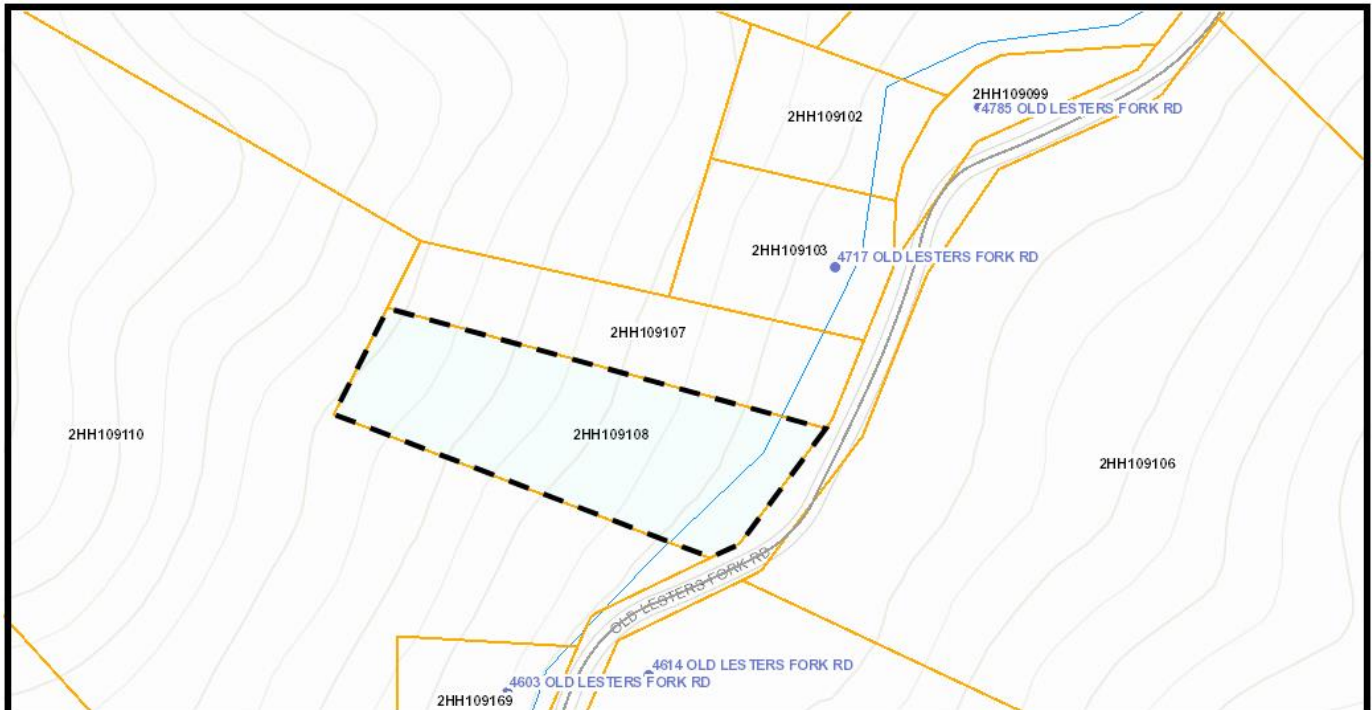 2HH109099
4785 OLD LESTERS FORK RD
2HH109102
2HH109103
4717 OLD LESTERS FORK RD
2HH109107
2HH109110
2HH109108
2HH109106
OLD LESTERS FORK RD
4614 OLD LESTERS FORK RD
4603 OLD LESTERS FORK RD
2HH109169